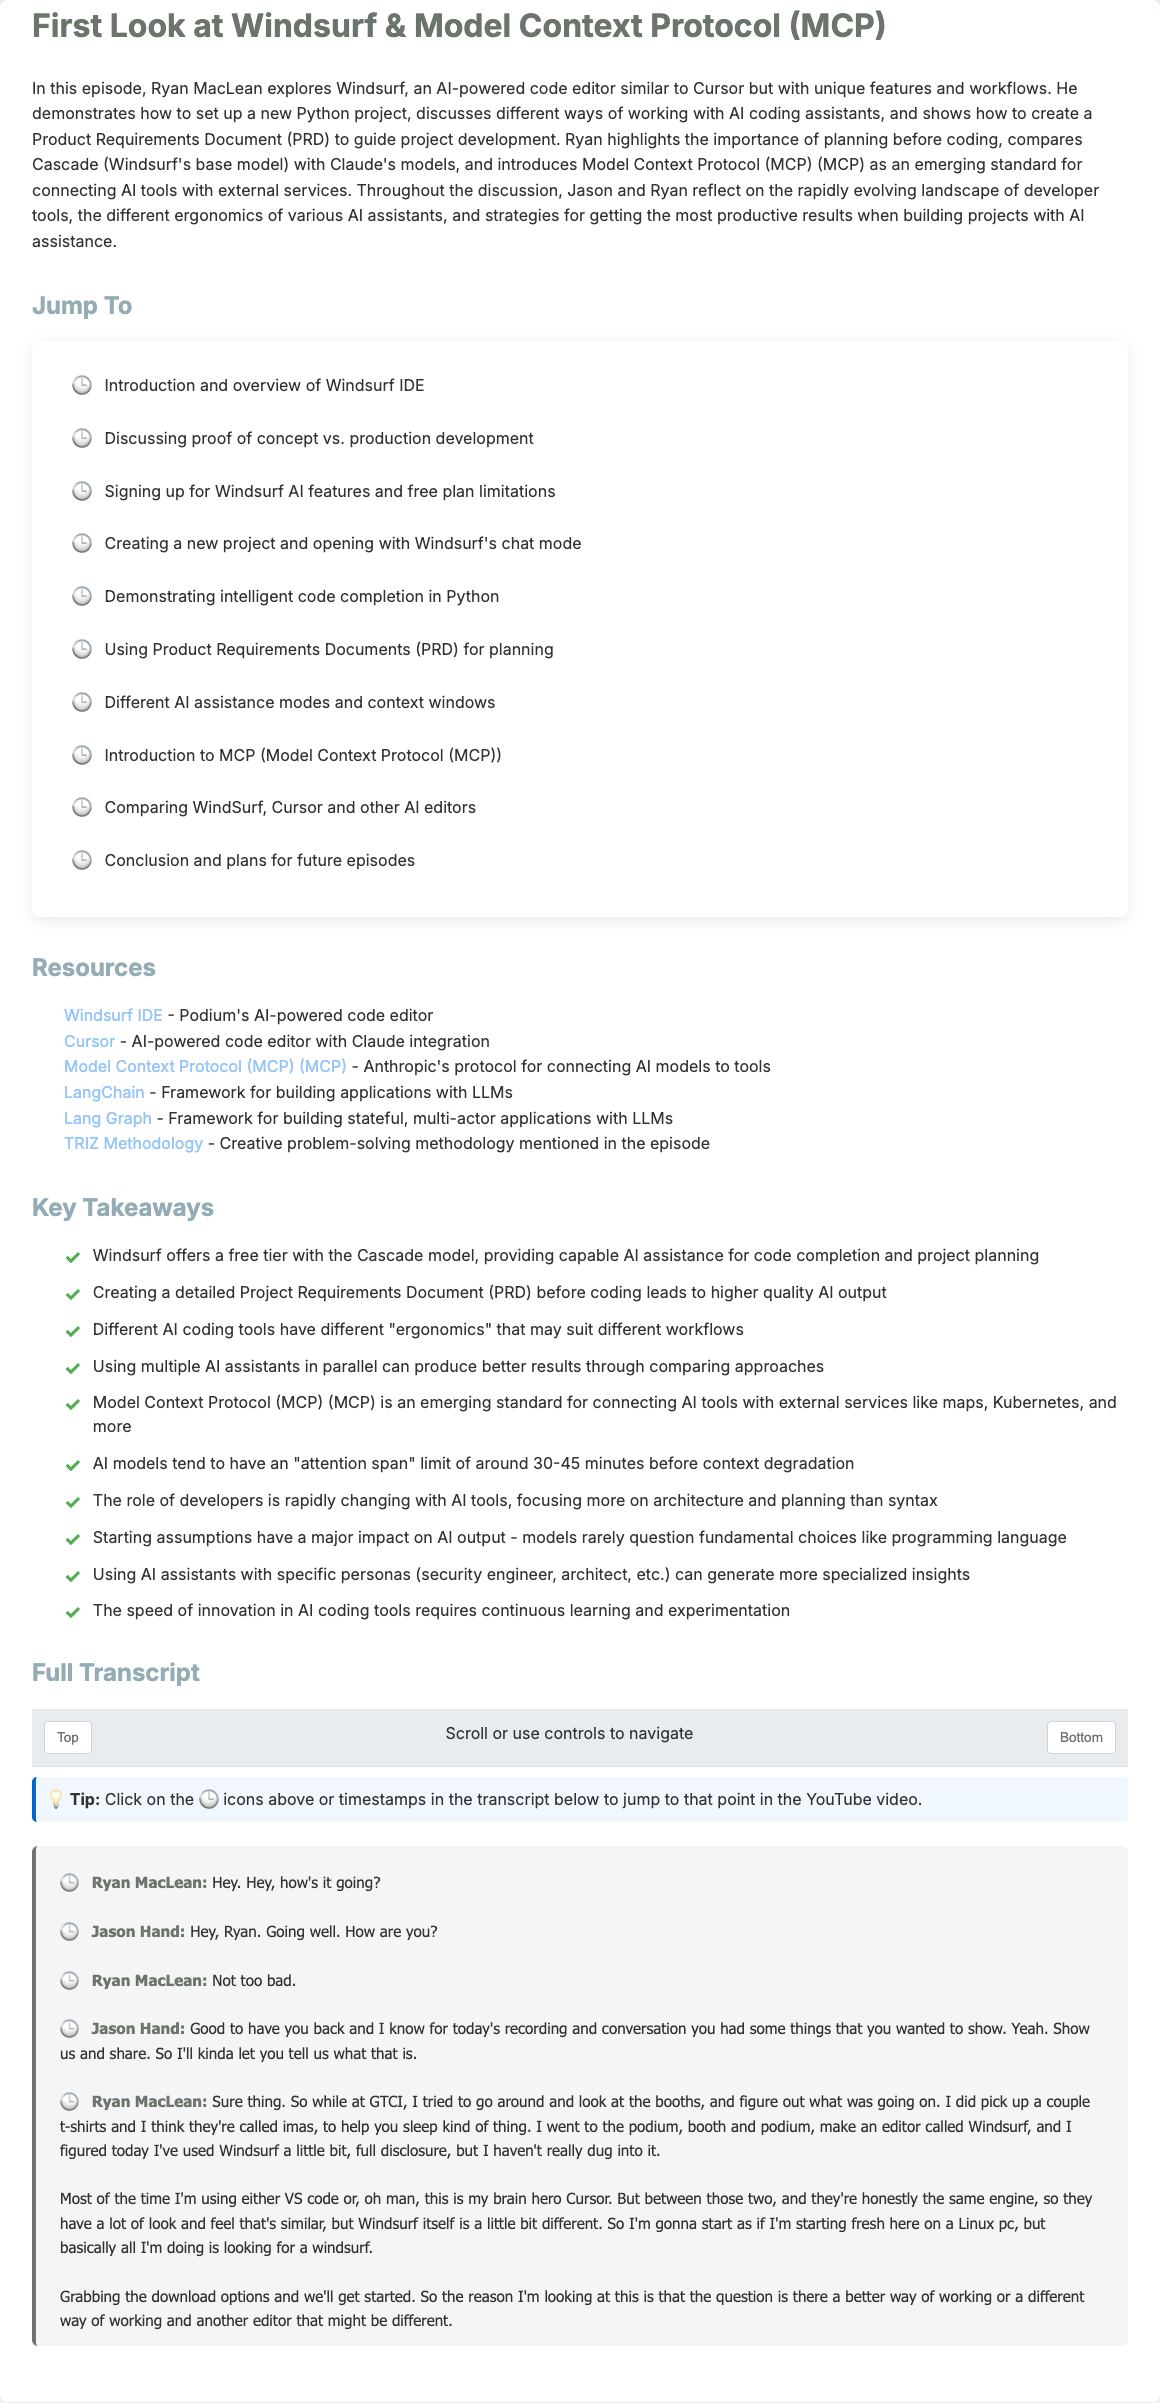 First Look at Windsurf & Model Context Protocol (MCP)
In this episode, Ryan MacLean explores Windsurf, an AI-powered code editor similar to Cursor but with unique features and workflows. He
demonstrates how to set up a new Python project, discusses different ways of working with AI coding assistants, and shows how to create a
Product Requirements Document (PRD) to guide project development. Ryan highlights the importance of planning before coding, compares
Cascade (Windsurf's base model) with Claude's models, and introduces Model Context Protocol (MCP) (MCP) as an emerging standard for
connecting AI tools with external services. Throughout the discussion, Jason and Ryan reflect on the rapidly evolving landscape of developer
tools, the different ergonomics of various AI assistants, and strategies for getting the most productive results when building projects with AI
assistance.
Jump To
Introduction and overview of Windsurf IDE
Discussing proof of concept vs. production development
Signing up for Windsurf AI features and free plan limitations
Creating a new project and opening with Windsurf's chat mode
Demonstrating intelligent code completion in Python
Using Product Requirements Documents (PRD) for planning
Different AI assistance modes and context windows
Introduction to MCP (Model Context Protocol (MCP))
Comparing WindSurf, Cursor and other AI editors
Conclusion and plans for future episodes
Resources
Windsurf IDE - Podium's AI-powered code editor
Cursor - AI-powered code editor with Claude integration
Model Context Protocol (MCP) (MCP) - Anthropic's protocol for connecting AI models to tools
LangChain - Framework for building applications with LLMs
Lang Graph - Framework for building stateful, multi-actor applications with LLMs
TRIZ Methodology - Creative problem-solving methodology mentioned in the episode
Key Takeaways
Windsurf offers a free tier with the Cascade model, providing capable AI assistance for code completion and project planning
Creating a detailed Project Requirements Document (PRD) before coding leads to higher quality AI output
Different AI coding tools have different "ergonomics" that may suit different workflows
Using multiple AI assistants in parallel can produce better results through comparing approaches
Model Context Protocol (MCP) (MCP) is an emerging standard for connecting AI tools with external services like maps, Kubernetes, and
more
AI models tend to have an "attention span" limit of around 30-45 minutes before context degradation
The role of developers is rapidly changing with AI tools, focusing more on architecture and planning than syntax
Starting assumptions have a major impact on AI output - models rarely question fundamental choices like programming language
Using AI assistants with specific personas (security engineer, architect, etc.) can generate more specialized insights
The speed of innovation in AI coding tools requires continuous learning and experimentation
Full Transcript
Top
Scroll or use controls to navigate
Bottom
Tip: Click on the 🕒 icons above or timestamps in the transcript below to jump to that point in the YouTube video.
Ryan MacLean: Hey. Hey, how's it going?
Jason Hand: Hey, Ryan. Going well. How are you?
Ryan MacLean: Not too bad.
Jason Hand: Good to have you back and I know for today's recording and conversation you had some things that you wanted to show. Yeah. Show
us and share. So I'll kinda let you tell us what that is.
Ryan MacLean: Sure thing. So while at GTCI, I tried to go around and look at the booths, and figure out what was going on. I did pick up a couple
t-shirts and I think they're called imas, to help you sleep kind of thing. I went to the podium, booth and podium, make an editor called Windsurf, and I
figured today I've used Windsurf a little bit, full disclosure, but I haven't really dug into it.
Most of the time I'm using either VS code or, oh man, this is my brain hero Cursor. But between those two, and they're honestly the same engine, so they
have a lot of look and feel that's similar, but Windsurf itself is a little bit different. So I'm gonna start as if I'm starting fresh here on a Linux pc, but
basically all I'm doing is looking for a windsurf.
Grabbing the download options and we'll get started. So the reason I'm looking at this is that the question is there a better way of working or a different
way of working and another editor that might be different.